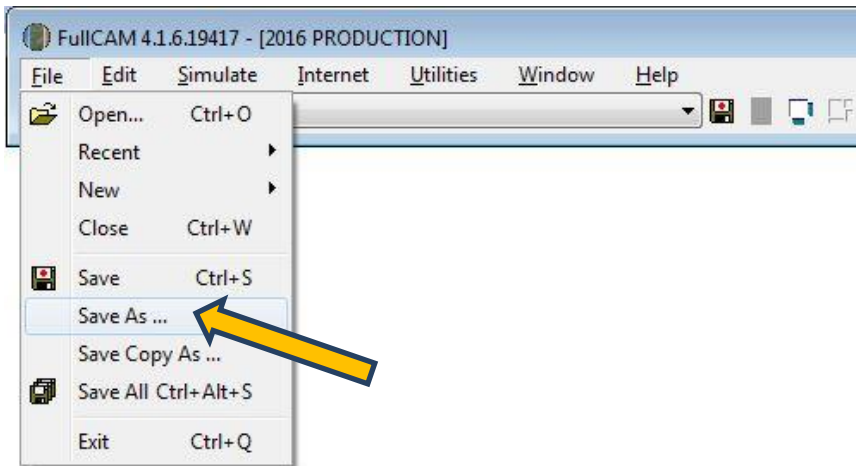 FullCAM 4.1.6.19417 - [2016 PRODUCTION]
File Edit Simulate Internet Utilities Window Help
Open... Ctrl+O
Recent
New
Close Ctrl+W
Save Ctrl+S
Save As ...
Save Copy As ...
Save All Ctrl+Alt+S
Exit Ctrl+Q